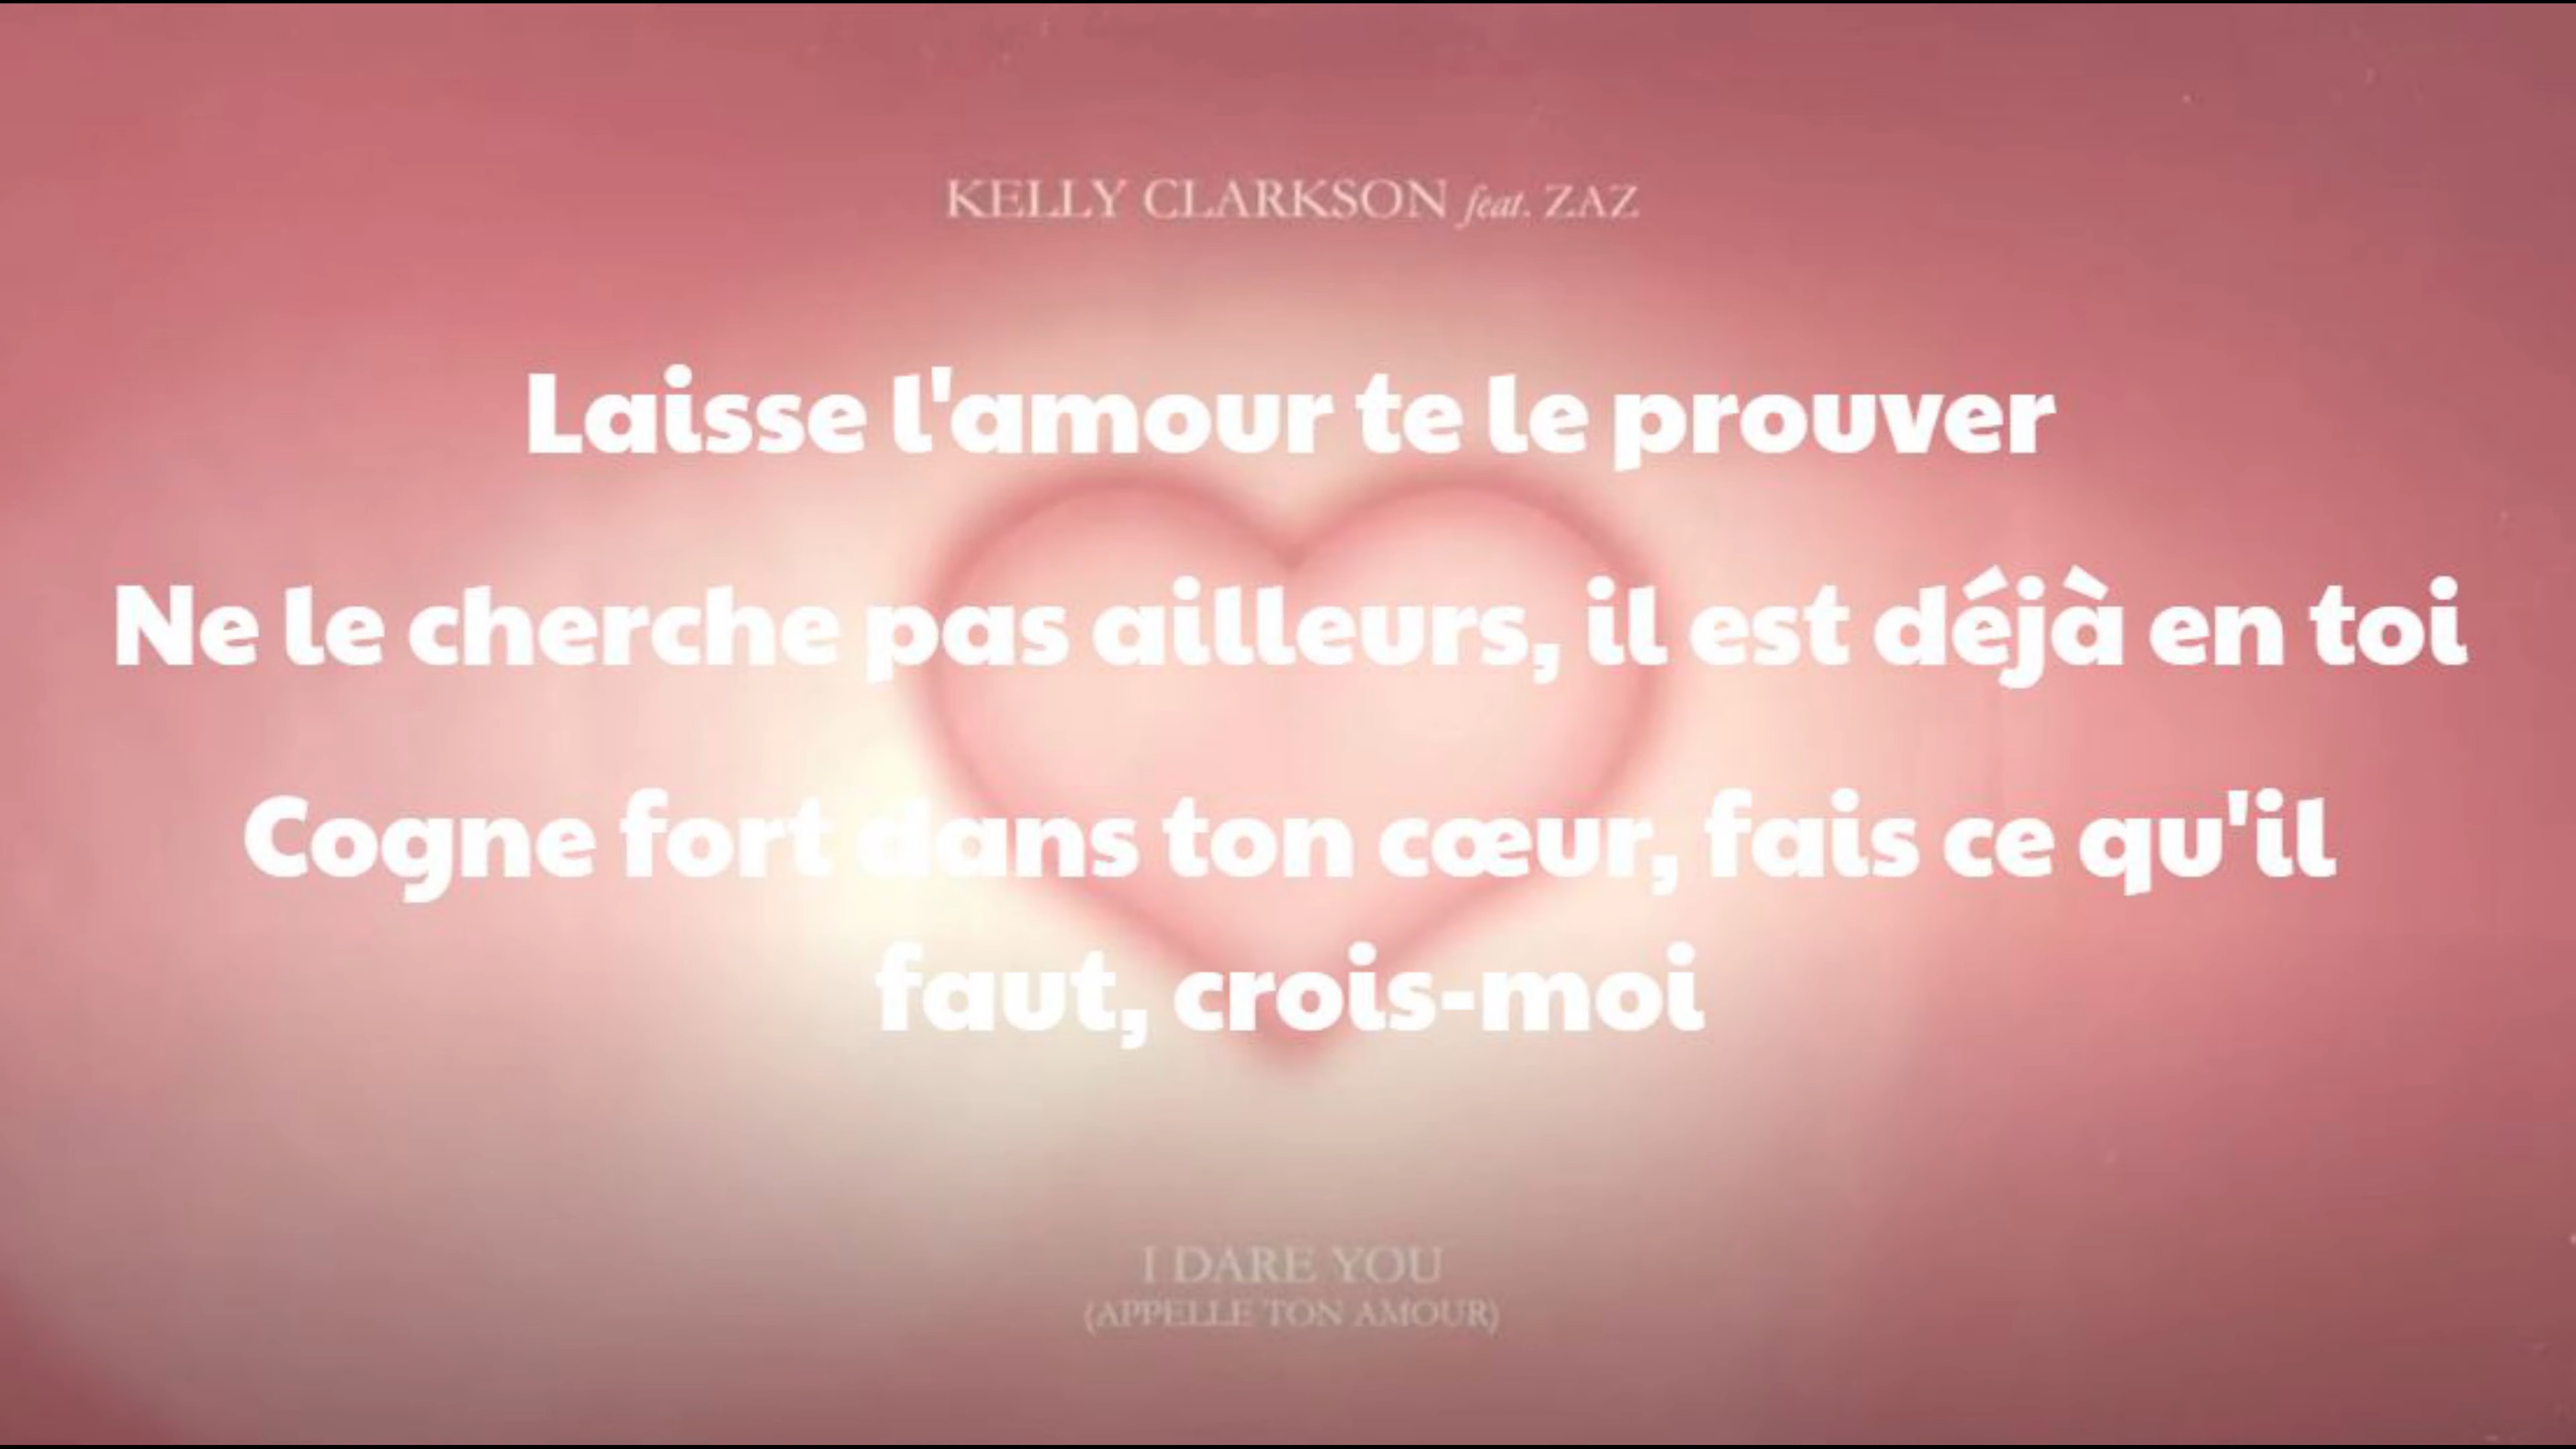 KELLY CLARKSON feat. ZAZ
Laisse l'amour te le prouver
Ne le cherche pas ailleurs, il est déjà en toi
Cogne fort dans ton cœur, fais ce qu'il
faut, crois-moi
I DARE YOU
(APPELLE TON AMOUR)